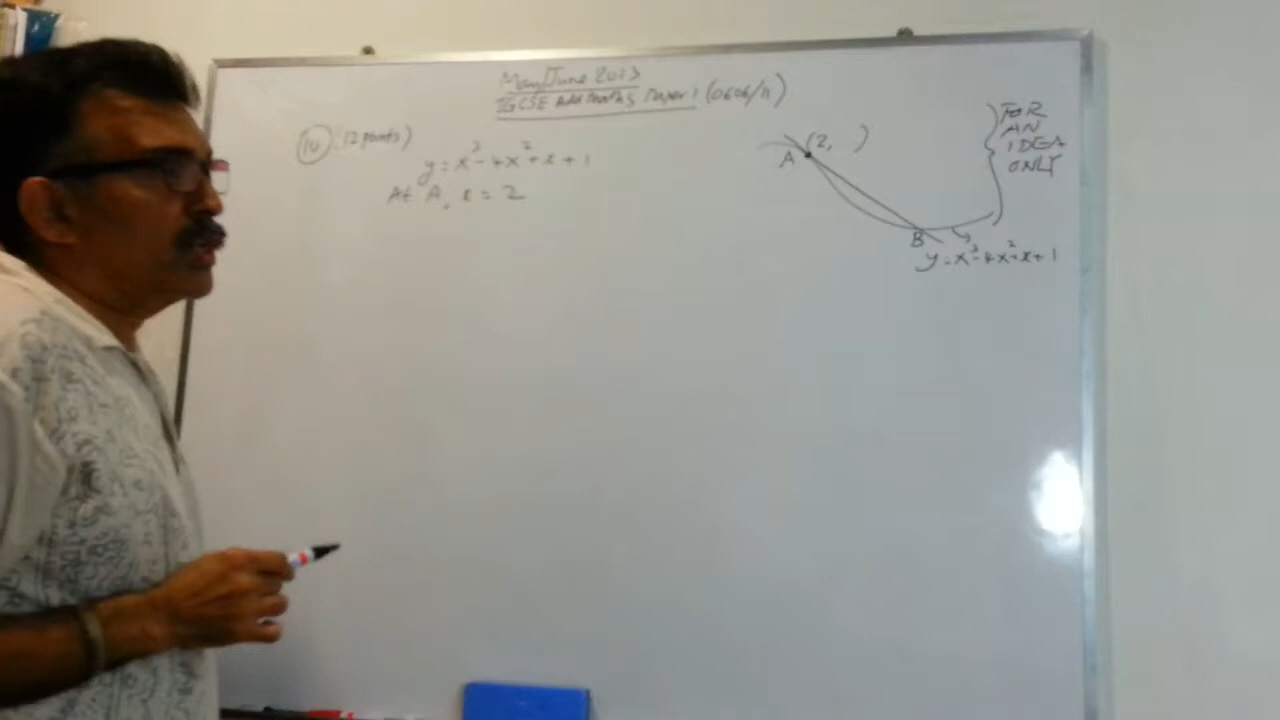 May/June 2013
IGCSE Add Maths Paper 1 (0606/11)
10 (12 points)
y = x³ - 4x² + x + 1
At A, x = 2
A (2, )
B
y = x³ - 4x² + x + 1
FOR
AN
IDEA
ONLY